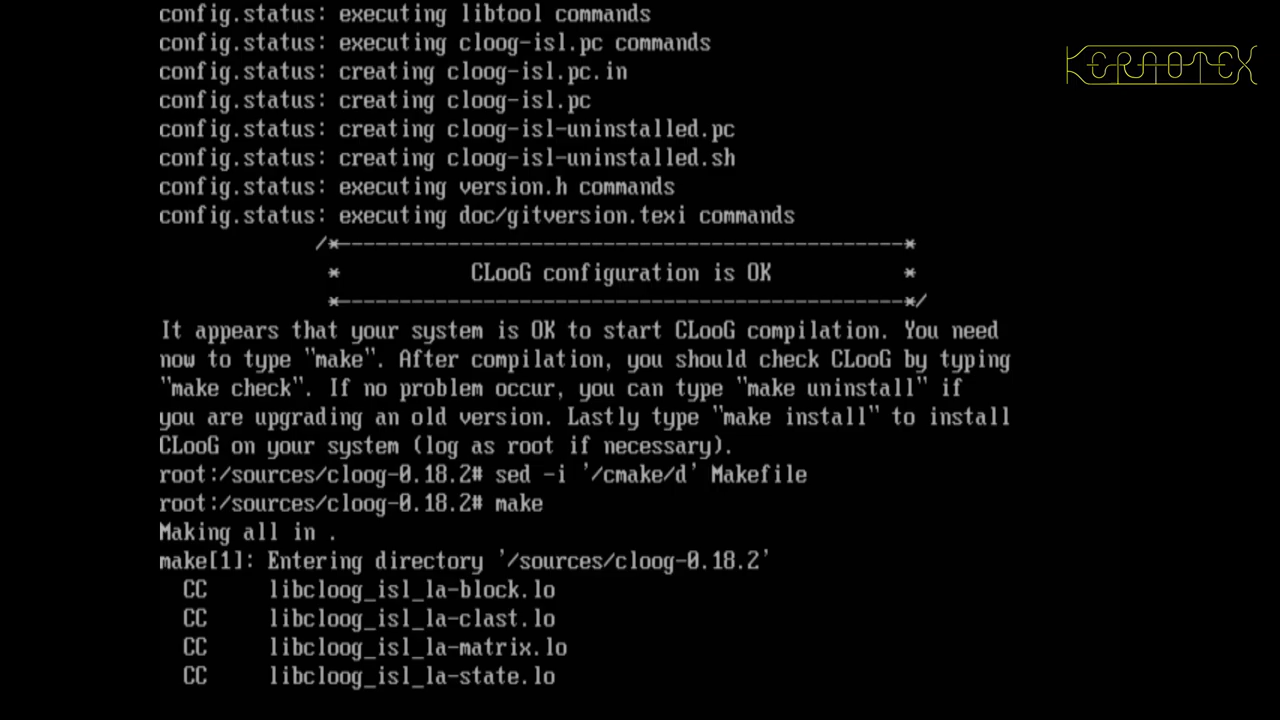 config.status: executing libtool commands
config.status: executing cloog-isl.pc commands
config.status: creating cloog-isl.pc.in
config.status: creating cloog-isl.pc
config.status: creating cloog-isl-uninstalled.pc
config.status: creating cloog-isl-uninstalled.sh
config.status: executing version.h commands
config.status: executing doc/gitversion.texi commands
/*-----------------------------------------------*
* CLooG configuration is OK *
*-----------------------------------------------*/
It appears that your system is OK to start CLooG compilation. You need
now to type "make". After compilation, you should check CLooG by typing
"make check". If no problem occur, you can type "make uninstall" if
you are upgrading an old version. Lastly type "make install" to install
CLooG on your system (log as root if necessary).
root:/sources/cloog-0.18.2# sed -i '/cmake/d' Makefile
root:/sources/cloog-0.18.2# make
Making all in .
make[1]: Entering directory '/sources/cloog-0.18.2'
CC libcloog_isl_la-block.lo
CC libcloog_isl_la-clast.lo
CC libcloog_isl_la-matrix.lo
CC libcloog_isl_la-state.lo
KERNOTEX